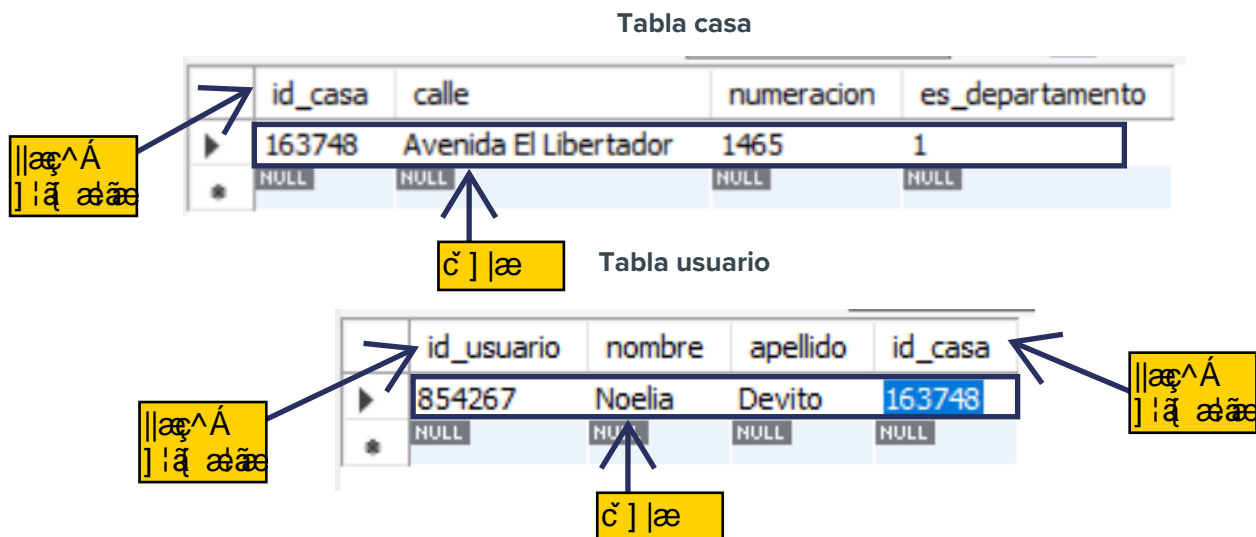 Tabla casa
id_casa calle numeracion es_departamento
163748 Avenida El Libertador 1465 1
NULL NULL NULL NULL
Tabla usuario
id_usuario nombre apellido id_casa
854267 Noelia Devito 163748
NULL NULL NULL NULL